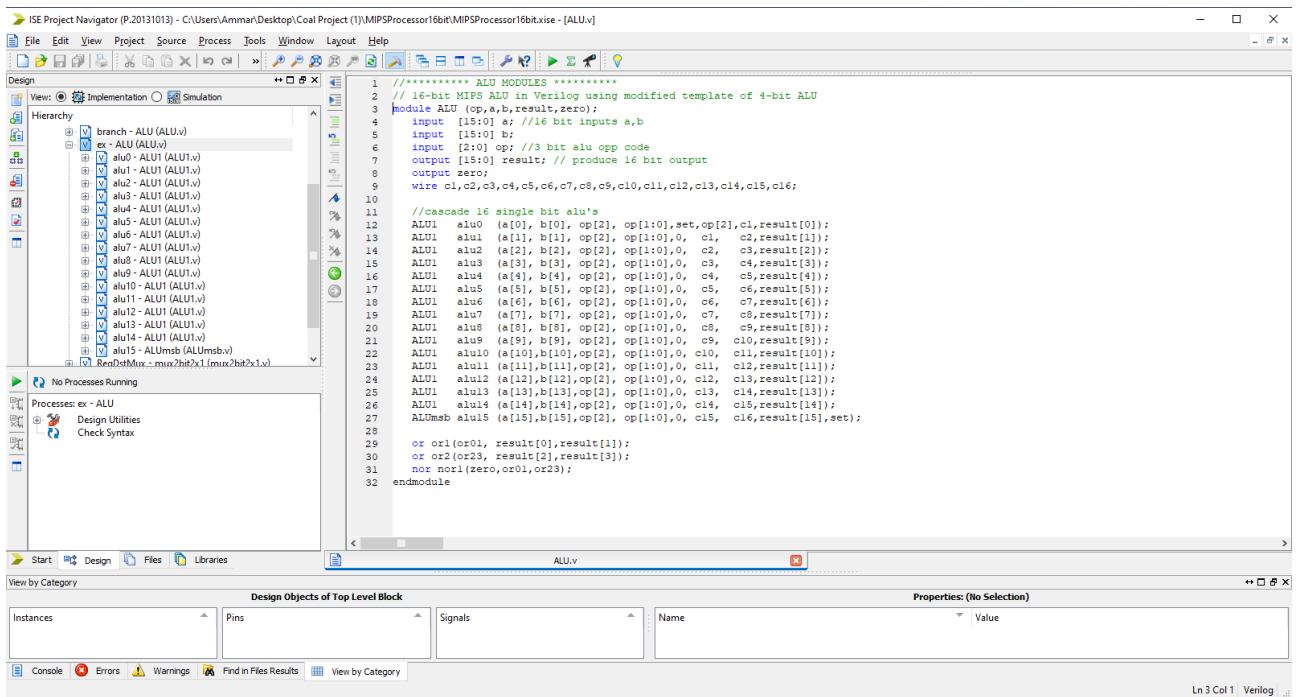 ISE Project Navigator (P.20131013) - C:\Users\Ammar\Desktop\Coal Project (1)\MIPSProcessor16bit\MIPSProcessor16bit.xise - [ALU.v]
File Edit View Project Source Process Tools Window Layout Help
Design
View: Implementation Simulation
Hierarchy
branch - ALU (ALU.v)
ex - ALU (ALU.v)
alu0 - ALU1 (ALU1.v)
alu1 - ALU1 (ALU1.v)
alu2 - ALU1 (ALU1.v)
alu3 - ALU1 (ALU1.v)
alu4 - ALU1 (ALU1.v)
alu5 - ALU1 (ALU1.v)
alu6 - ALU1 (ALU1.v)
alu7 - ALU1 (ALU1.v)
alu8 - ALU1 (ALU1.v)
alu9 - ALU1 (ALU1.v)
alu10 - ALU1 (ALU1.v)
alu11 - ALU1 (ALU1.v)
alu12 - ALU1 (ALU1.v)
alu13 - ALU1 (ALU1.v)
alu14 - ALU1 (ALU1.v)
alu15 - ALUmsb (ALUmsb.v)
RegDstMux - mux2bit2x1 (mux2bit2x1.v)
No Processes Running
Processes: ex - ALU
Design Utilities
Check Syntax
Start Design Files Libraries
1 //********** ALU MODULES **********
2 // 16-bit MIPS ALU in Verilog using modified template of 4-bit ALU
3 module ALU (op,a,b,result,zero);
4 input [15:0] a; //16 bit inputs a,b
5 input [15:0] b;
6 input [2:0] op; //3 bit alu opp code
7 output [15:0] result; // produce 16 bit output
8 output zero;
9 wire c1,c2,c3,c4,c5,c6,c7,c8,c9,c10,c11,c12,c13,c14,c15,c16;
10
11 //cascade 16 single bit alu's
12 ALU1 alu0 (a[0], b[0], op[2], op[1:0],set,op[2],c1,result[0]);
13 ALU1 alu1 (a[1], b[1], op[2], op[1:0],0, c1, c2,result[1]);
14 ALU1 alu2 (a[2], b[2], op[2], op[1:0],0, c2, c3,result[2]);
15 ALU1 alu3 (a[3], b[3], op[2], op[1:0],0, c3, c4,result[3]);
16 ALU1 alu4 (a[4], b[4], op[2], op[1:0],0, c4, c5,result[4]);
17 ALU1 alu5 (a[5], b[5], op[2], op[1:0],0, c5, c6,result[5]);
18 ALU1 alu6 (a[6], b[6], op[2], op[1:0],0, c6, c7,result[6]);
19 ALU1 alu7 (a[7], b[7], op[2], op[1:0],0, c7, c8,result[7]);
20 ALU1 alu8 (a[8], b[8], op[2], op[1:0],0, c8, c9,result[8]);
21 ALU1 alu9 (a[9], b[9], op[2], op[1:0],0, c9, c10,result[9]);
22 ALU1 alu10 (a[10],b[10],op[2], op[1:0],0, c10, c11,result[10]);
23 ALU1 alu11 (a[11],b[11],op[2], op[1:0],0, c11, c12,result[11]);
24 ALU1 alu12 (a[12],b[12],op[2], op[1:0],0, c12, c13,result[12]);
25 ALU1 alu13 (a[13],b[13],op[2], op[1:0],0, c13, c14,result[13]);
26 ALU1 alu14 (a[14],b[14],op[2], op[1:0],0, c14, c15,result[14]);
27 ALUmsb alu15 (a[15],b[15],op[2], op[1:0],0, c15, c16,result[15],set);
28
29 or or1(or01, result[0],result[1]);
30 or or2(or23, result[2],result[3]);
31 nor nor1(zero,or01,or23);
32 endmodule
ALU.v
View by Category
Design Objects of Top Level Block
Properties: (No Selection)
Instances Pins Signals Name Value
Console Errors Warnings Find in Files Results View by Category
Ln 3 Col 1 Verilog